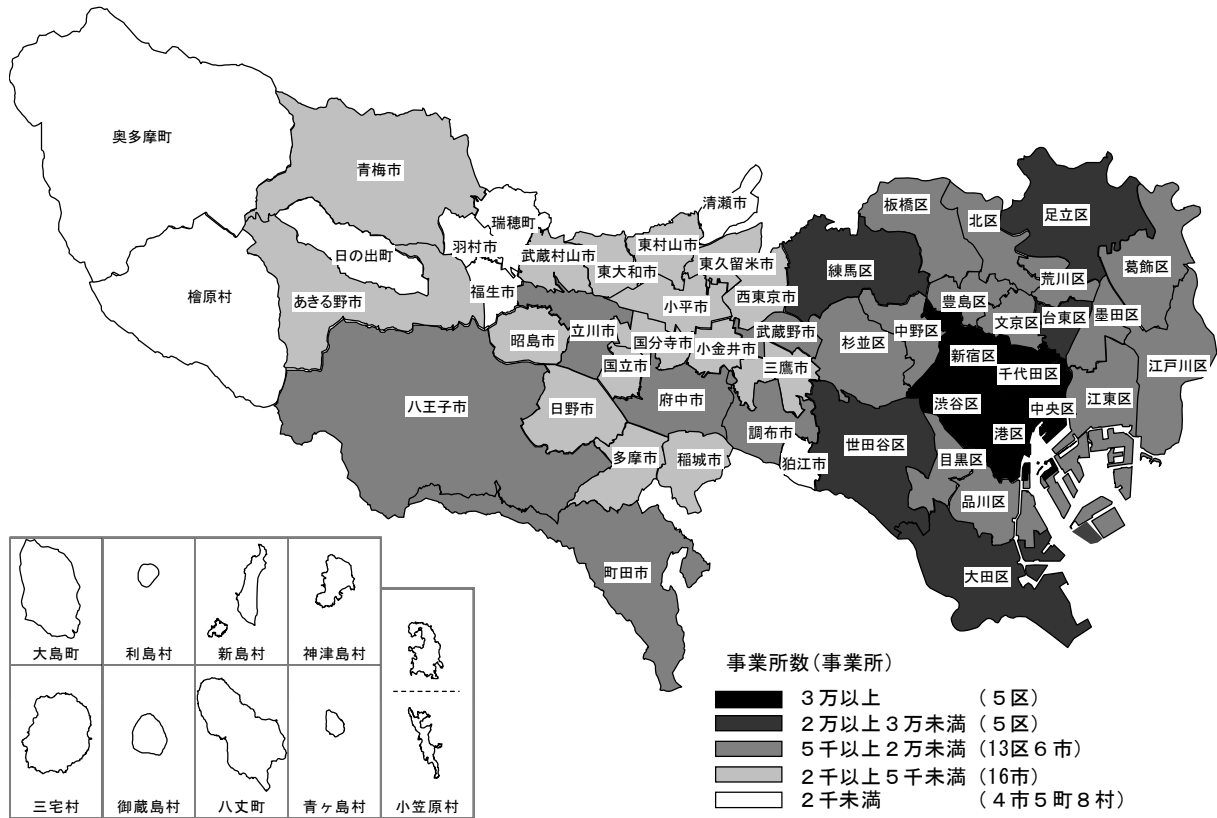 奥多摩町
青梅市
瑞穂町
清瀬市
日の出町
羽村市
武蔵村山市
東村山市
東大和市
東久留米市
檜原村
あきる野市
福生市
小平市
西東京市
昭島市
立川市
国分寺市
小金井市
武蔵野市
国立市
三鷹市
八王子市
日野市
府中市
調布市
多摩市
稲城市
狛江市
町田市
板橋区
北区
足立区
練馬区
荒川区
葛飾区
豊島区
文京区
台東区
墨田区
中野区
杉並区
新宿区
千代田区
江戸川区
渋谷区
中央区
江東区
港区
世田谷区
目黒区
品川区
大田区
大島町
利島村
新島村
神津島村
三宅村
御蔵島村
八丈町
青ヶ島村
小笠原村
事業所数(事業所)
3万以上 (5区)
2万以上3万未満 (5区)
5千以上2万未満 (13区6市)
2千以上5千未満 (16市)
2千未満 (4市5町8村)